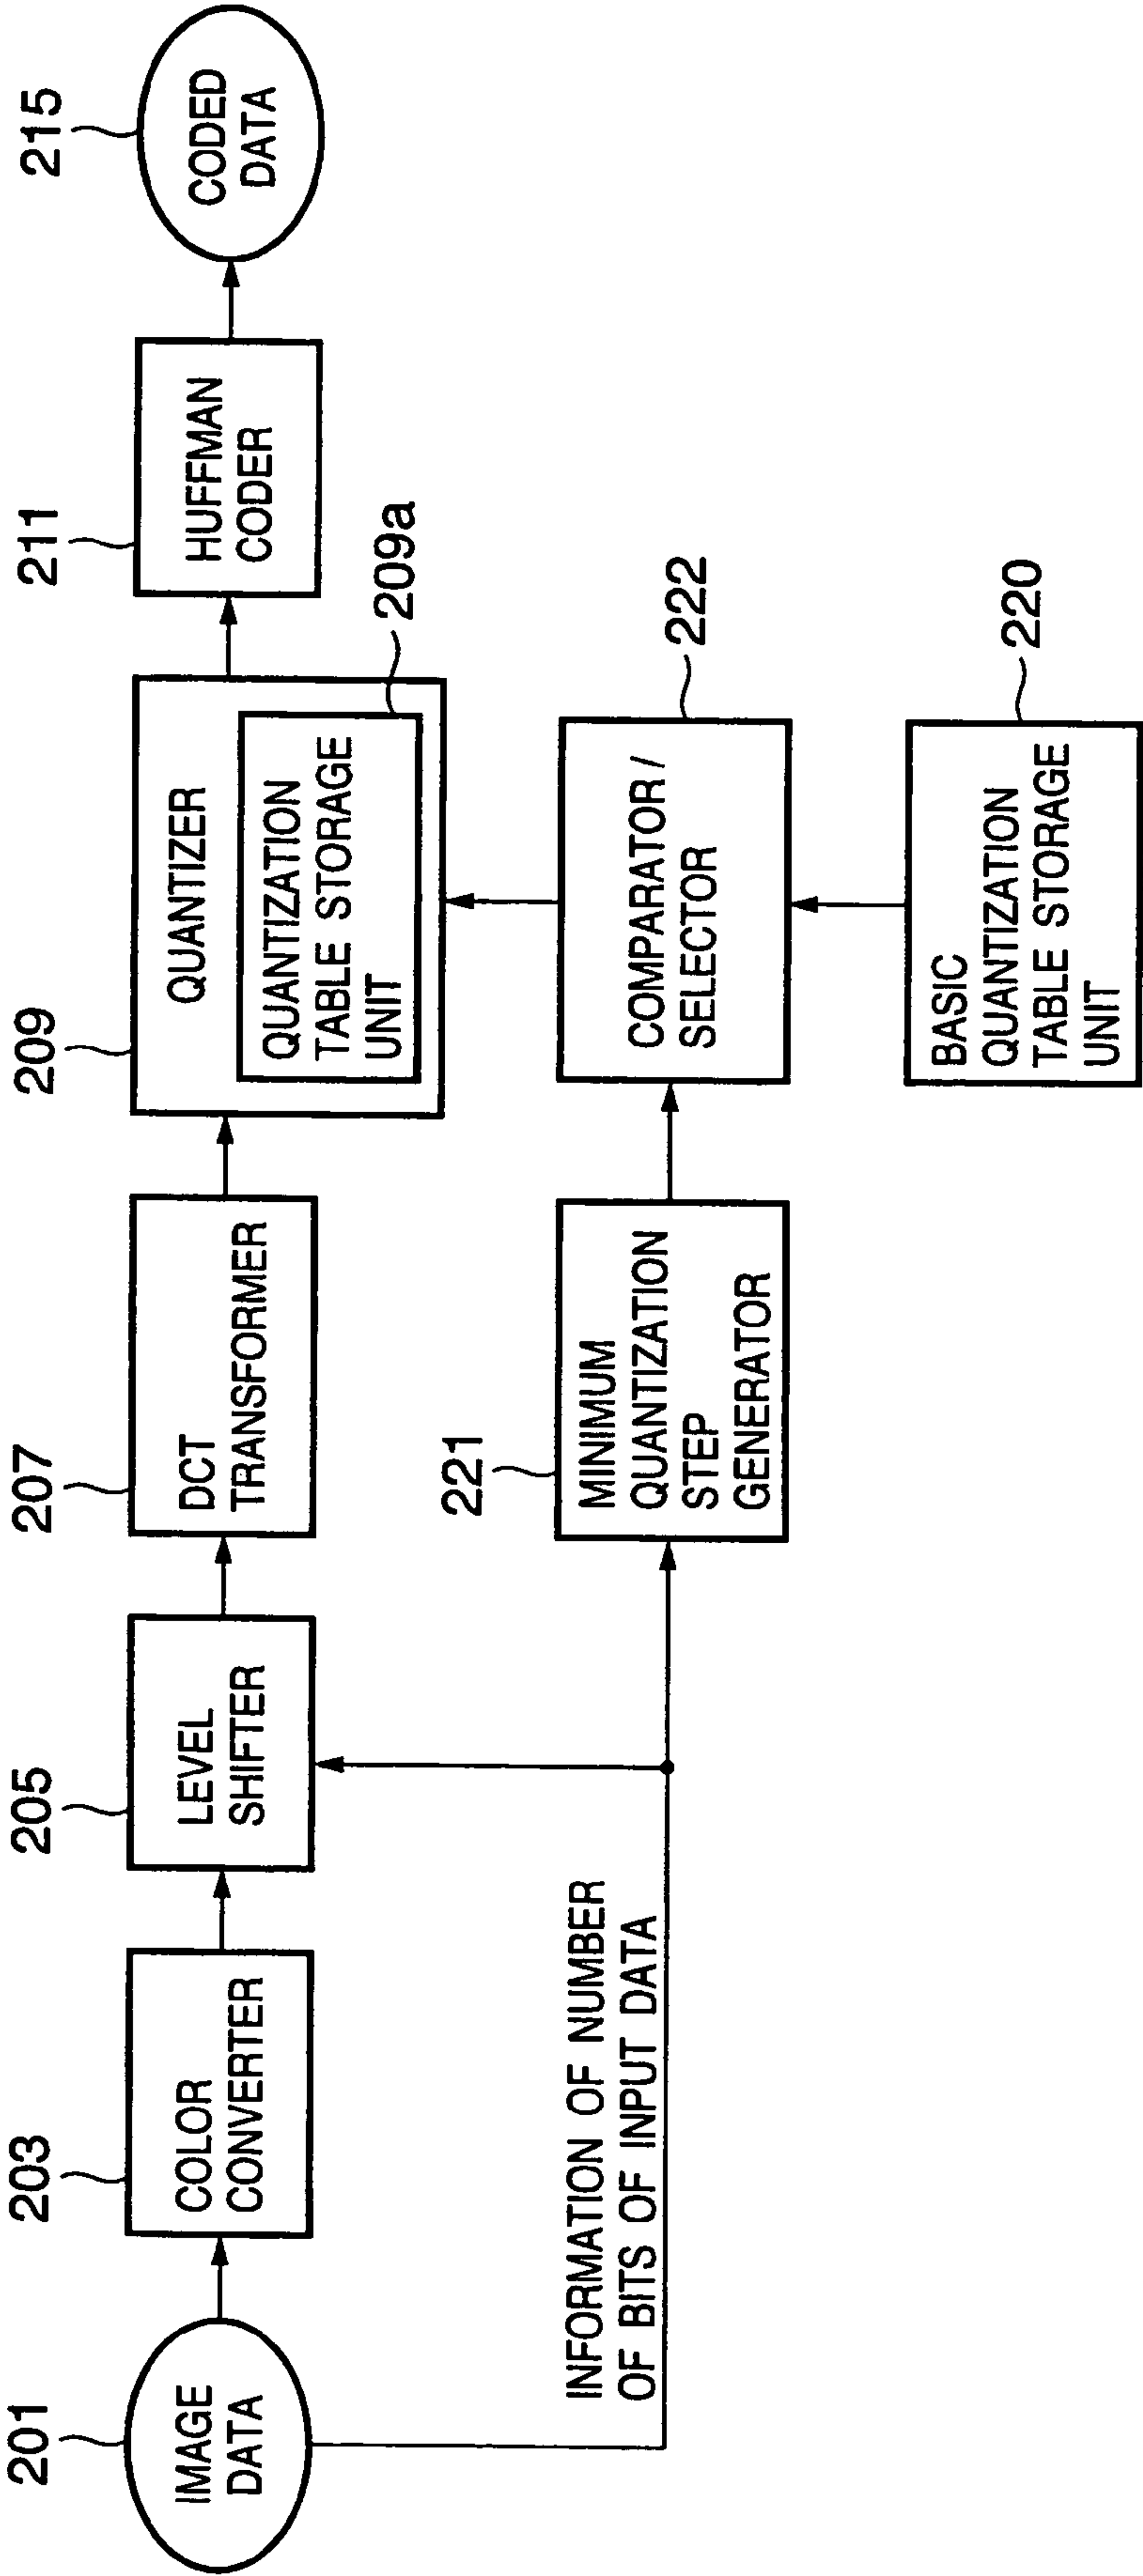 201
IMAGE
DATA
203
COLOR
CONVERTER
205
LEVEL
SHIFTER
207
DCT
TRANSFORMER
209
QUANTIZER
QUANTIZATION
TABLE STORAGE
UNIT
209a
211
HUFFMAN
CODER
215
CODED
DATA
INFORMATION OF NUMBER
OF BITS OF INPUT DATA
221
MINIMUM
QUANTIZATION
STEP
GENERATOR
COMPARATOR /
SELECTOR
222
BASIC
QUANTIZATION
TABLE STORAGE
UNIT
220